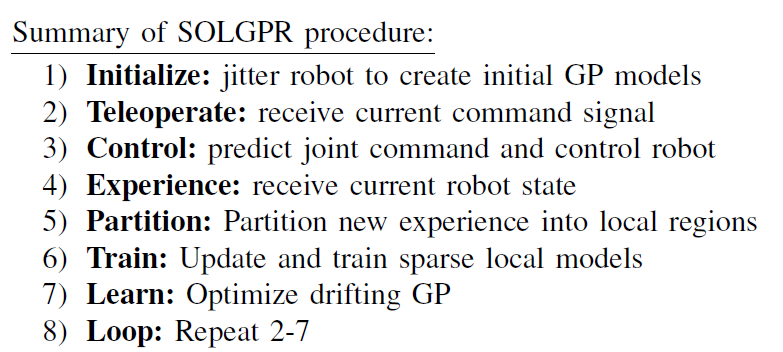 Summary of SOLGPR procedure:
1) Initialize: jitter robot to create initial GP models
2) Teleoperate: receive current command signal
3) Control: predict joint command and control robot
4) Experience: receive current robot state
5) Partition: Partition new experience into local regions
6) Train: Update and train sparse local models
7) Learn: Optimize drifting GP
8) Loop: Repeat 2-7